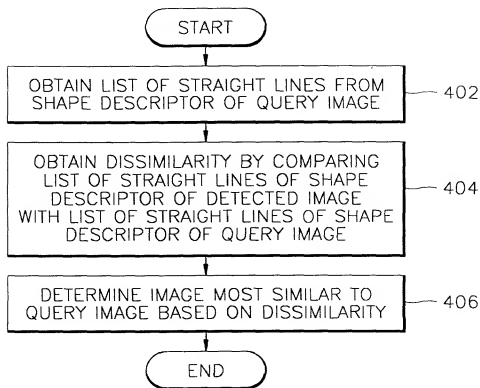 START
OBTAIN LIST OF STRAIGHT LINES FROM
SHAPE DESCRIPTOR OF QUERY IMAGE
402
OBTAIN DISSIMILARITY BY COMPARING
LIST OF STRAIGHT LINES OF SHAPE
DESCRIPTOR OF DETECTED IMAGE
WITH LIST OF STRAIGHT LINES OF SHAPE
DESCRIPTOR OF QUERY IMAGE
404
DETERMINE IMAGE MOST SIMILAR TO
QUERY IMAGE BASED ON DISSIMILARITY
406
END